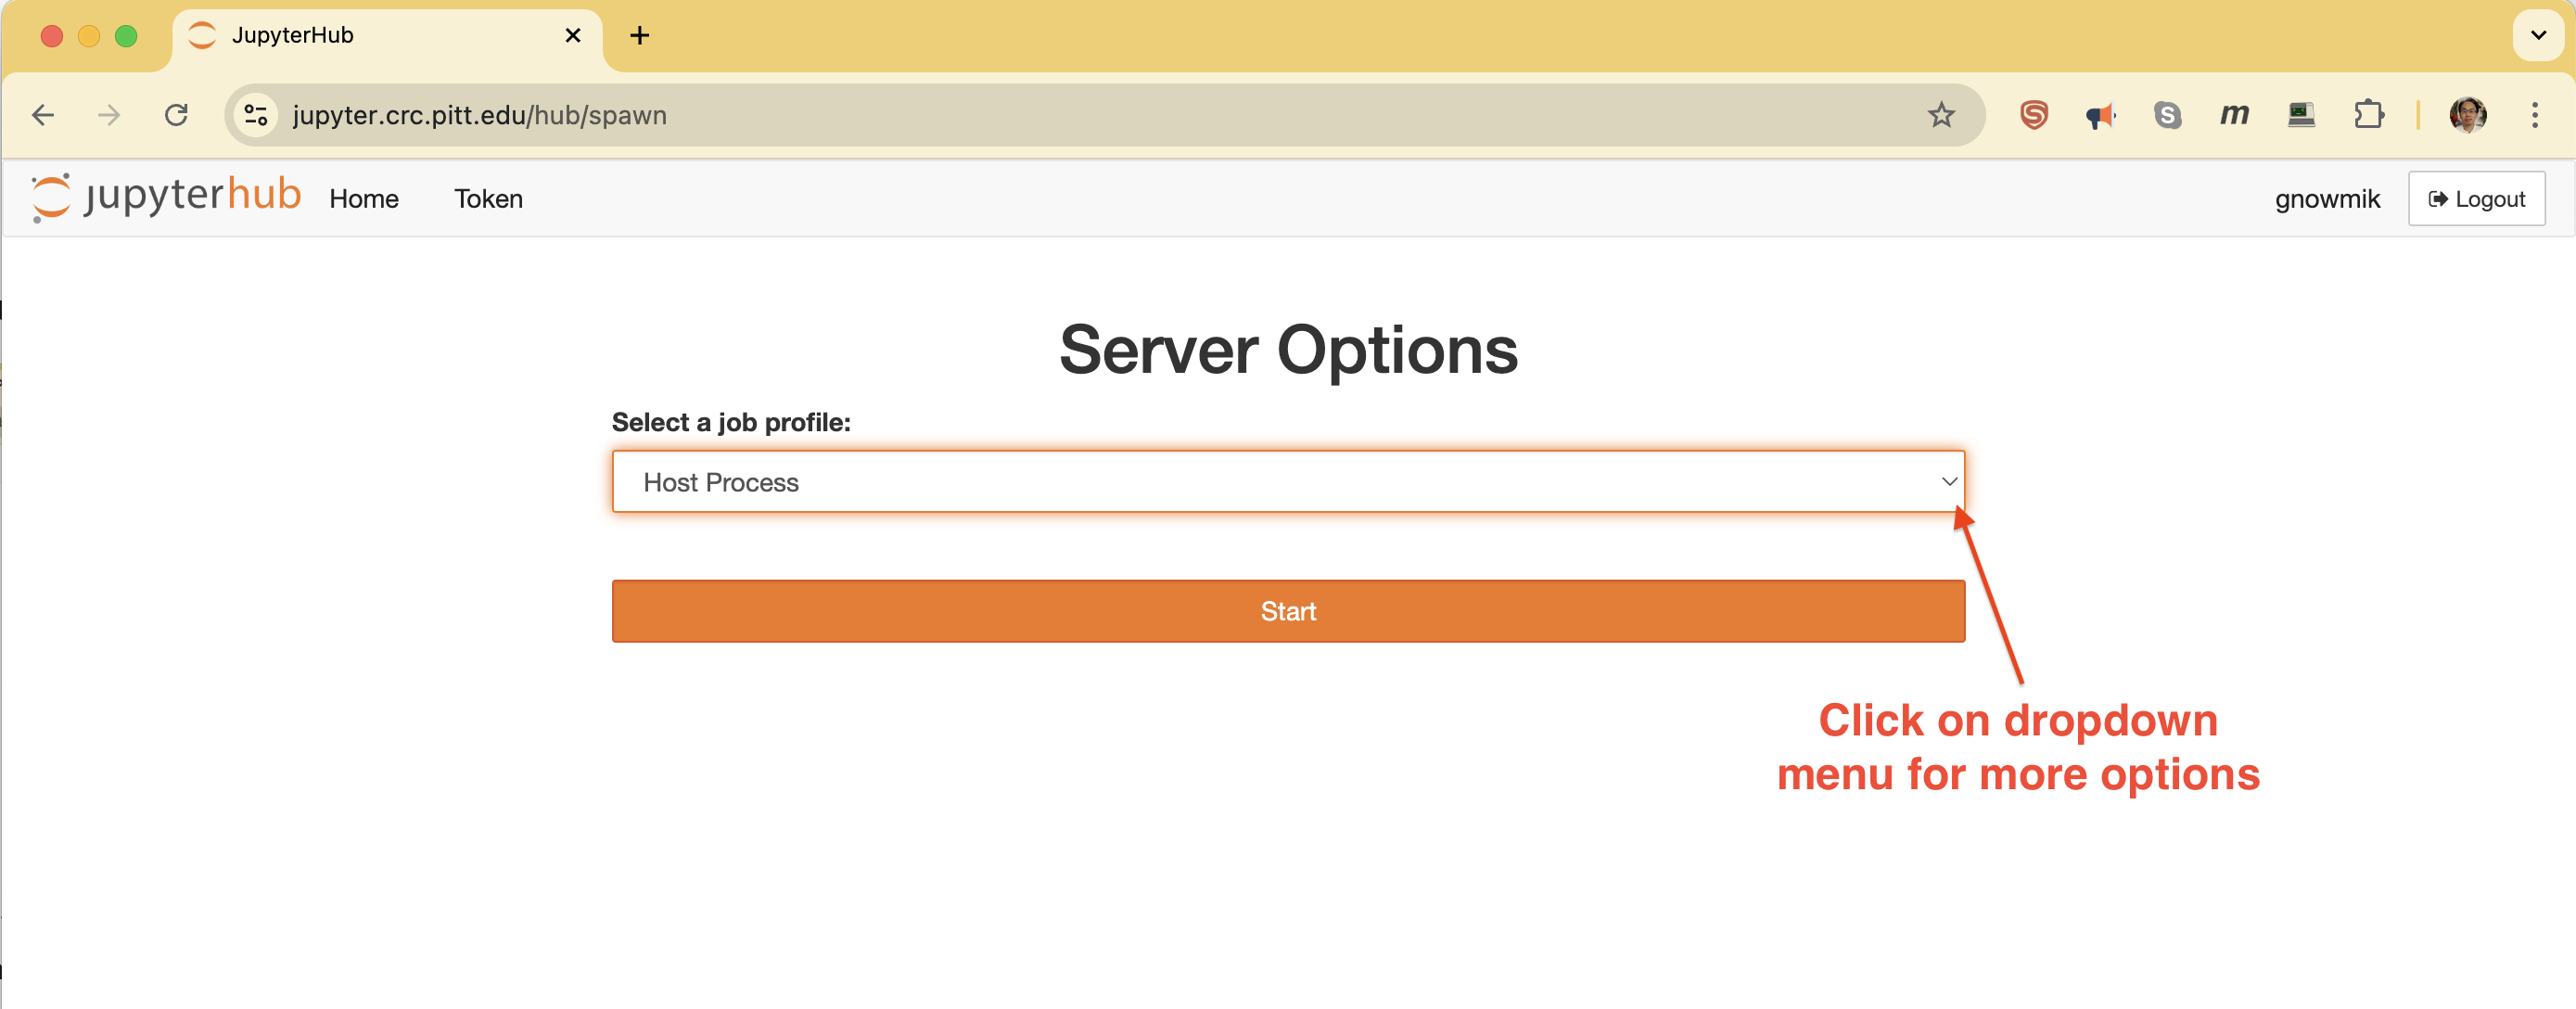 JupyterHub
jupyter.crc.pitt.edu/hub/spawn
S
m
jupyterhub Home Token gnowmik Logout
Server Options
Select a job profile:
Host Process
Start
Click on dropdown
menu for more options